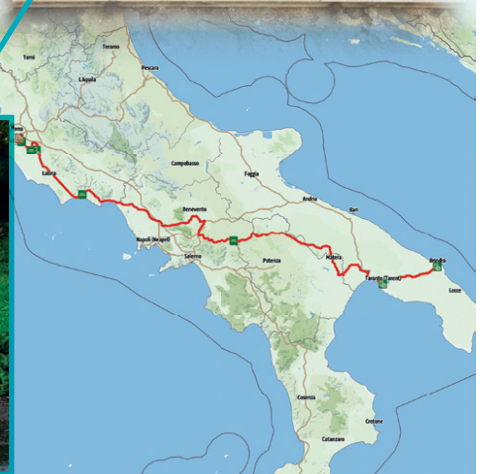 Terni
Teramo
Pescara
L'Aquila
Latina
Campobasso
Foggia
Benevento
Andria
Bari
Napoli (Neapel)
Salerno
Potenza
Matera
Taranto (Tarent)
Brindisi
Lecce
Cosenza
Crotone
Catanzaro